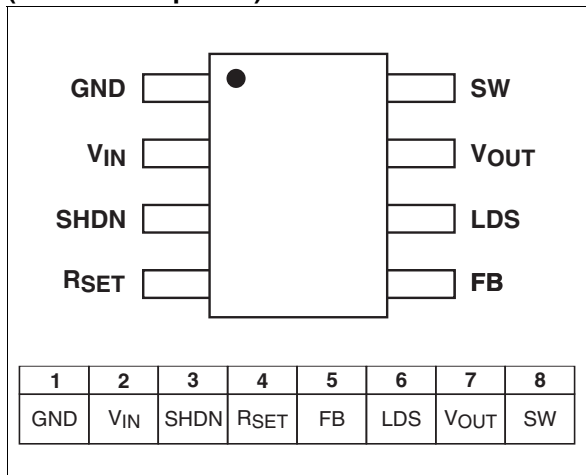 GND SW
VIN VOUT
SHDN LDS
RSET FB
1 2 3 4 5 6 7 8
GND VIN SHDN RSET FB LDS VOUT SW